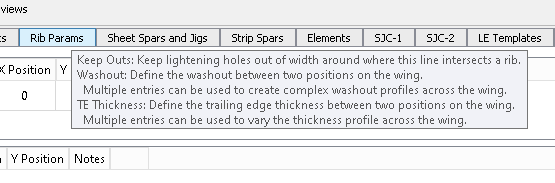 views
Rib Params Sheet Spars and Jigs Strip Spars Elements SJC-1 SJC-2 LE Templates
Keep Outs: Keep lightening holes out of width around where this line intersects a rib.
X Position Y
Washout: Define the washout between two positions on the wing.
Multiple entries can be used to create complex washout profiles across the wing.
0
TE Thickness: Define the trailing edge thickness between two positions on the wing.
Multiple entries can be used to vary the thickness profile across the wing.
Y Position Notes